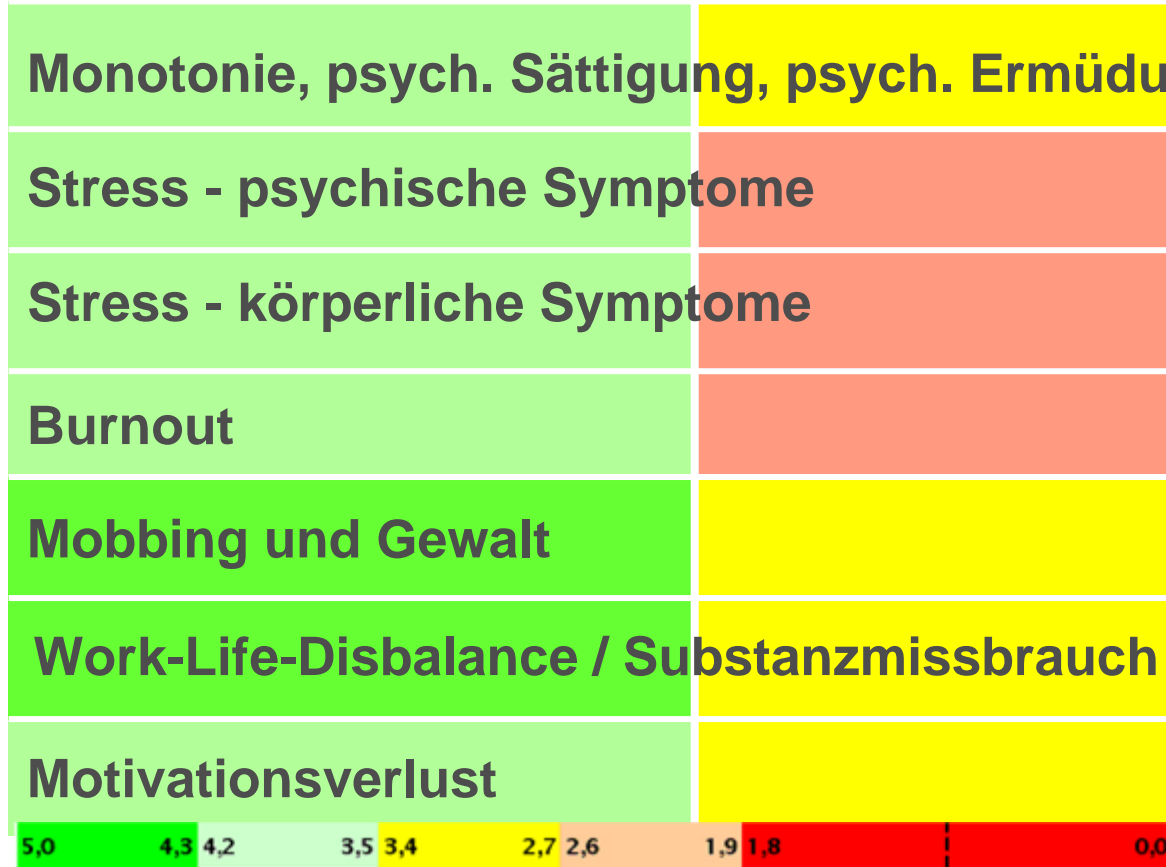 Monotonie, psych. Sättigung, psych. Ermüdu
Stress - psychische Symptome
Stress - körperliche Symptome
Burnout
Mobbing und Gewalt
Work-Life-Disbalance / Substanzmissbrauch
Motivationsverlust
5,0 4,3 4,2 3,5 3,4 2,7 2,6 1,9 1,8 0,0